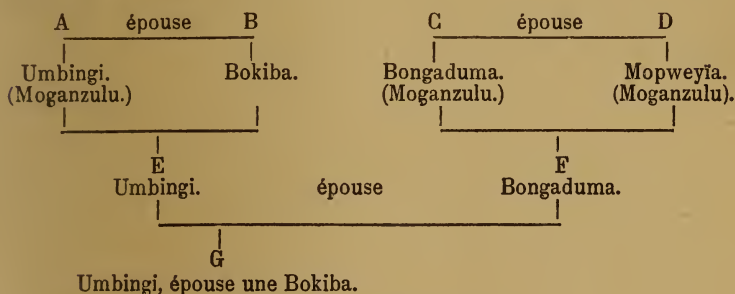 A épouse B C épouse D
Umbingi. Bokiba. Bongaduma. Mopweyïa.
(Moganzulu.) (Moganzulu.) (Moganzulu).
E F
Umbingi. épouse Bongaduma.
G
Umbingi, épouse une Bokiba.